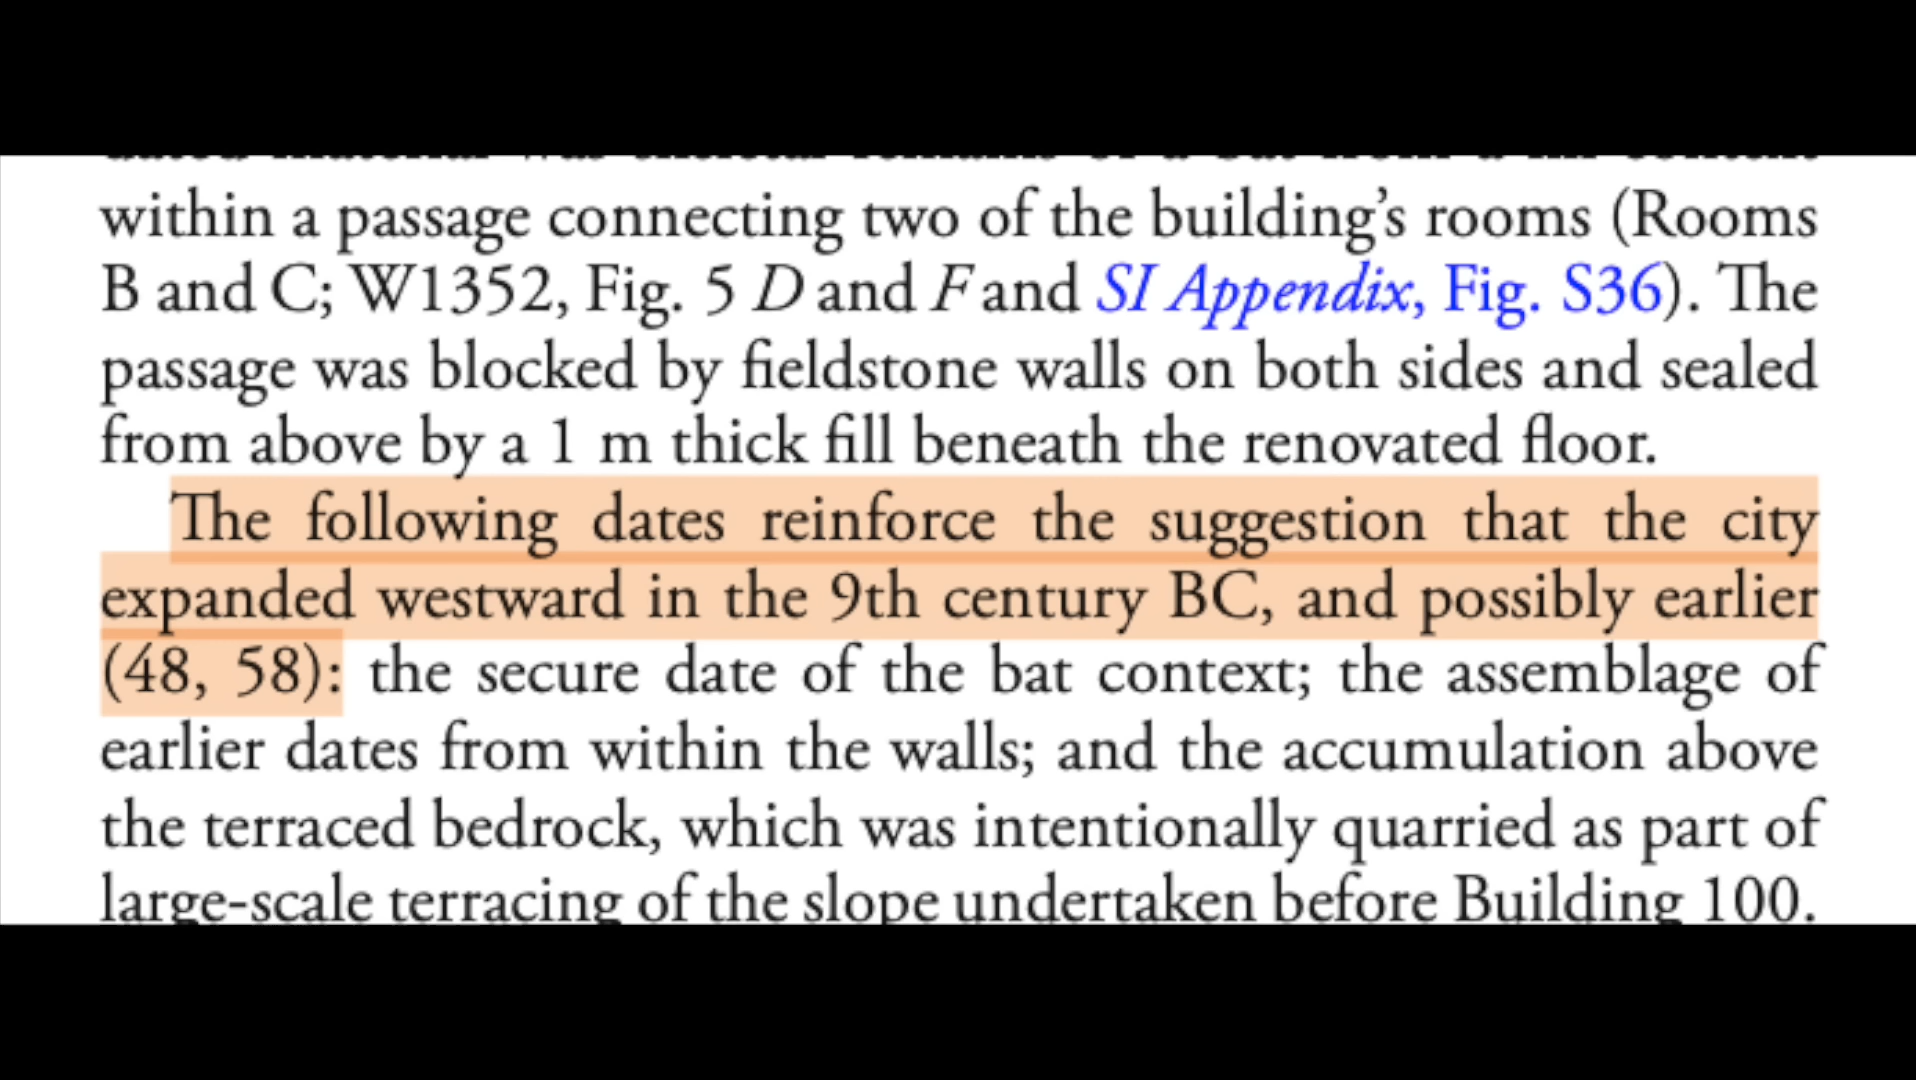 within a passage connecting two of the building’s rooms (Rooms
B and C; W1352, Fig. 5 D and F and SI Appendix, Fig. S36). The
passage was blocked by fieldstone walls on both sides and sealed
from above by a 1 m thick fill beneath the renovated floor.
The following dates reinforce the suggestion that the city
expanded westward in the 9th century BC, and possibly earlier
(48, 58): the secure date of the bat context; the assemblage of
earlier dates from within the walls; and the accumulation above
the terraced bedrock, which was intentionally quarried as part of
large-scale terracing of the slope undertaken before Building 100.